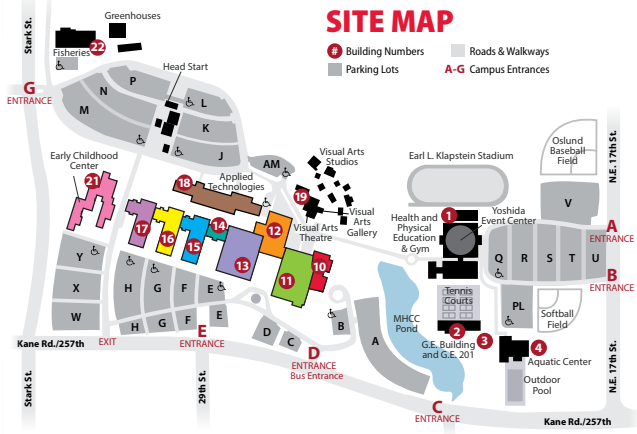 SITE MAP
# Building Numbers
Roads & Walkways
Parking Lots
A-G Campus Entrances
Stark St.
Greenhouses
Fisheries
22
Head Start
G
ENTRANCE
P
N
M
L
K
J
Early Childhood
Center
21
18
Applied
Technologies
AM
Visual Arts
Studios
19
Visual
Arts
Gallery
Visual Arts
Theatre
Earl L. Klapstein Stadium
Oslund
Baseball
Field
N.E. 17th St.
V
1
Yoshida
Event Center
Health and
Physical
Education
& Gym
A
ENTRANCE
Q
R
S
T
U
B
ENTRANCE
17
16
15
14
13
12
11
10
Y
X
W
H
G
F
E
H
G
F
E
D
C
B
A
MHCC
Pond
Tennis
Courts
PL
Softball
Field
2
G.E. Building
and G.E. 201
3
4
Aquatic Center
Outdoor
Pool
Kane Rd./257th
EXIT
E
ENTRANCE
D
ENTRANCE
Bus Entrance
C
ENTRANCE
Stark St.
29th St.
N.E. 17th St.
Kane Rd./257th